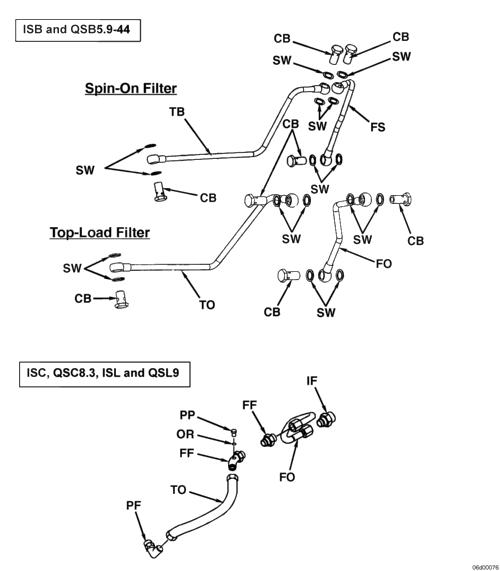 ISB and QSB5.9-44
CB
CB
SW
SW
Spin-On Filter
TB
SW
CB
FS
SW
SW
CB
Top-Load Filter
SW
SW
SW
CB
FO
CB
TO
CB
SW
ISC, QSC8.3, ISL and QSL9
IF
FF
PP
OR
FF
FO
TO
PF
06d00076